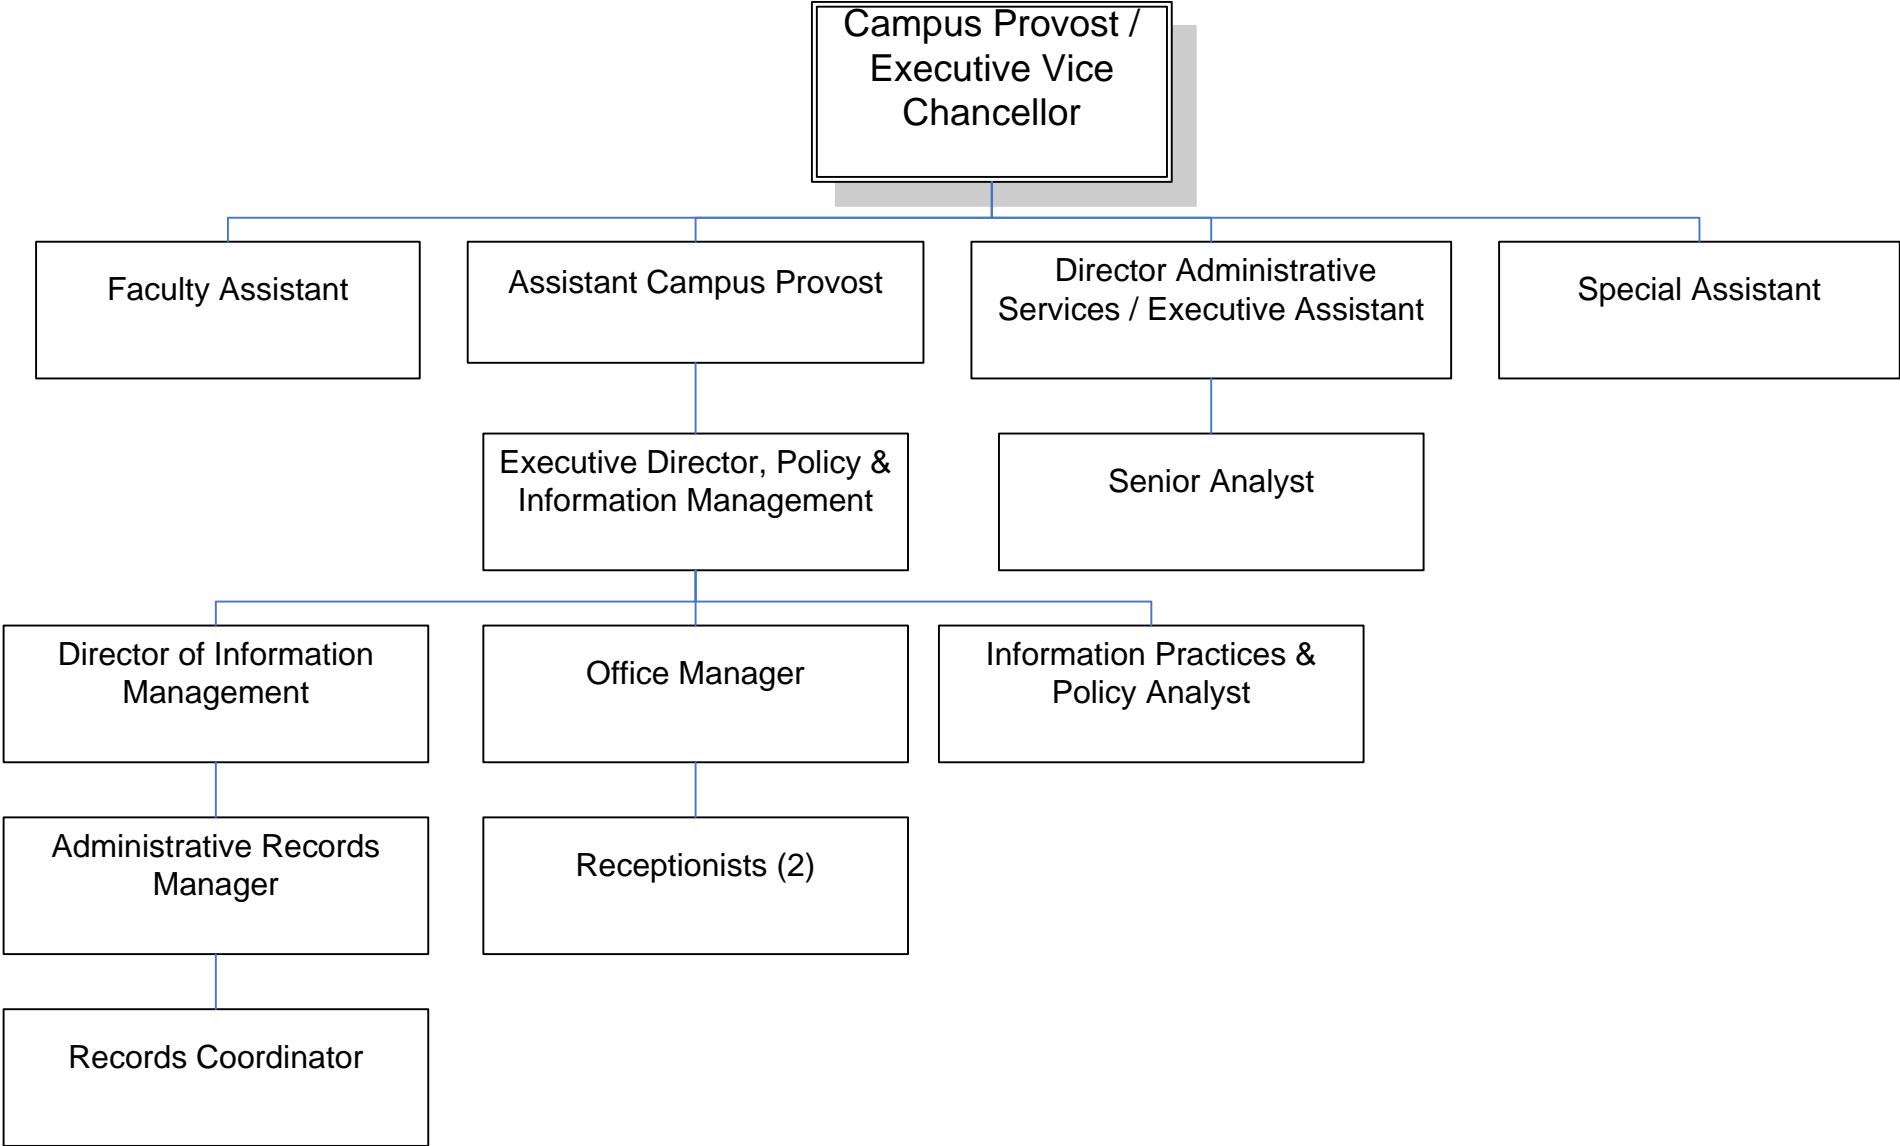 Campus Provost /
Executive Vice
Chancellor
Faculty Assistant
Assistant Campus Provost
Director Administrative
Services / Executive Assistant
Special Assistant
Executive Director, Policy &
Information Management
Senior Analyst
Director of Information
Management
Office Manager
Information Practices &
Policy Analyst
Administrative Records
Manager
Receptionists (2)
Records Coordinator